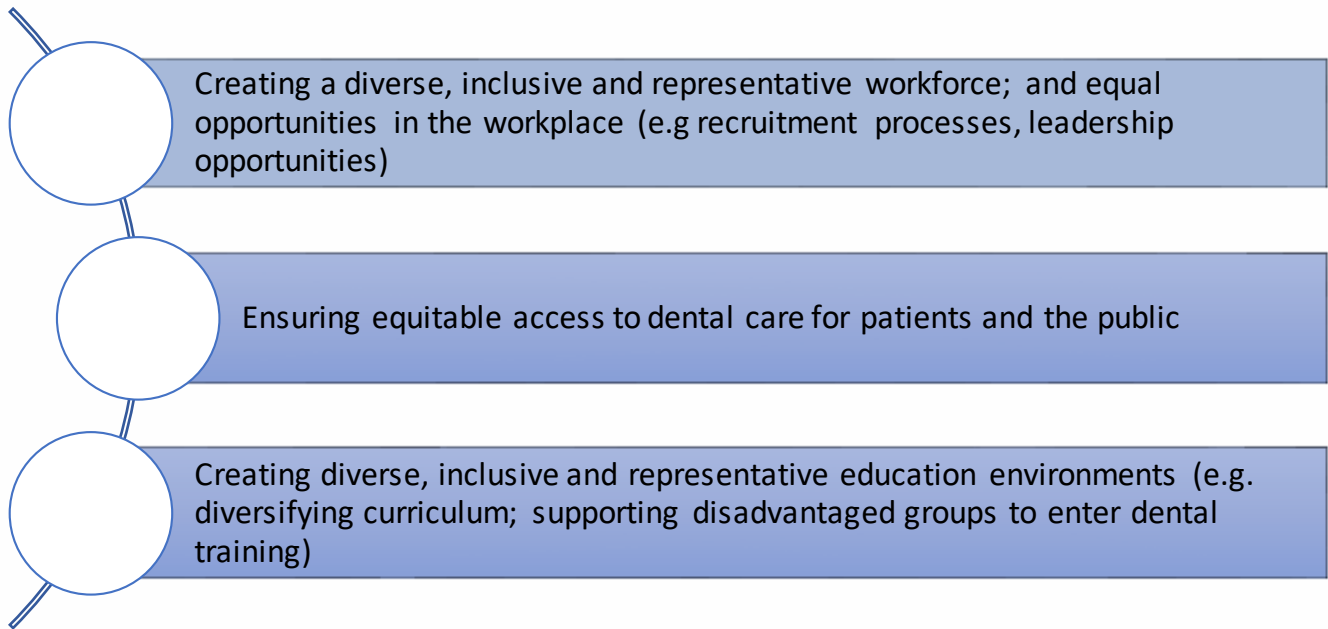 Creating a diverse, inclusive and representative workforce; and equal
opportunities in the workplace (e.g recruitment processes, leadership
opportunities)
Ensuring equitable access to dental care for patients and the public
Creating diverse, inclusive and representative education environments (e.g.
diversifying curriculum; supporting disadvantaged groups to enter dental
training)